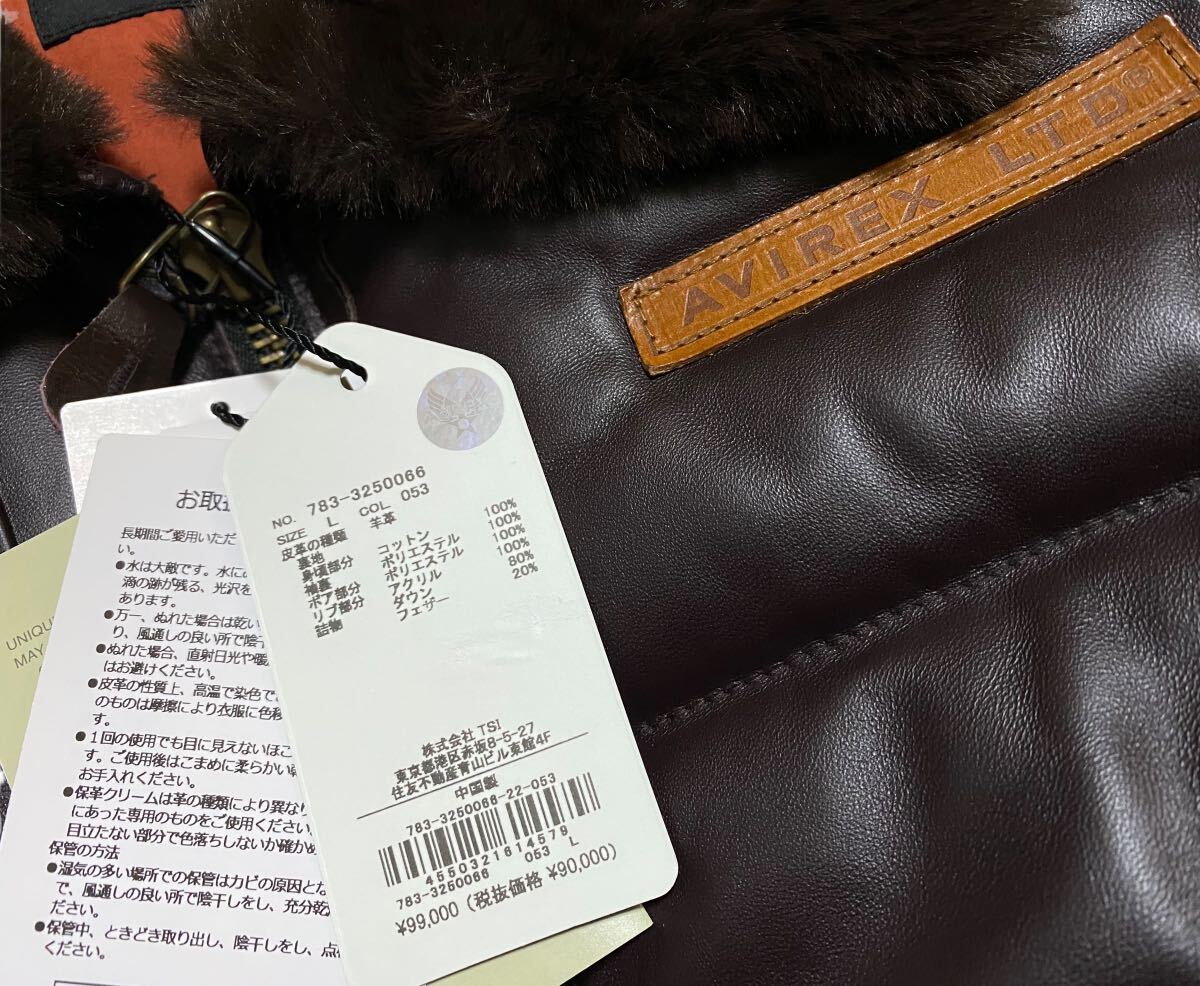 AVIREX LTD®
NO. 783-3250066
SIZE L COL 053
皮革の種類 羊革
裏地 コットン 100%
身頃部分 ポリエステル 100%
袖裏 ポリエステル 100%
ボア部分 アクリル 100%
リブ部分 ダウン 80%
詰物 フェザー 20%
株式会社 TSI
東京都港区赤坂8-5-27
住友不動産青山ビル東館4F
中国製
783-3250066-22-053
4550321814579
783-3250066 053 L
¥99,000 (税抜価格 ¥90,000)
お取扱
長期間ご愛用いただ
い。
●水は大敵です。水に
滴の跡が残る、光沢を
あります。
●万一、ぬれた場合は乾い
り、風通しの良い所で陰干
●ぬれた場合、直射日光や暖
はお避けください。
●皮革の性質上、高温で染色でき
のものは摩擦により衣服に色移
す。
●1回の使用でも目に見えないほこ
す。ご使用後はこまめに柔らかい
お手入れください。
●保革クリームは革の種類により異なり
にあった専用のものをご使用ください。
目立たない部分で色落ちしないか確かめ
保管の方法
●湿気の多い場所での保管はカビの原因とな
で、風通しの良い所で陰干しをし、充分乾
ださい。
●保管中、ときどき取り出し、陰干しをし、点
ください。
UNIQU
MAY